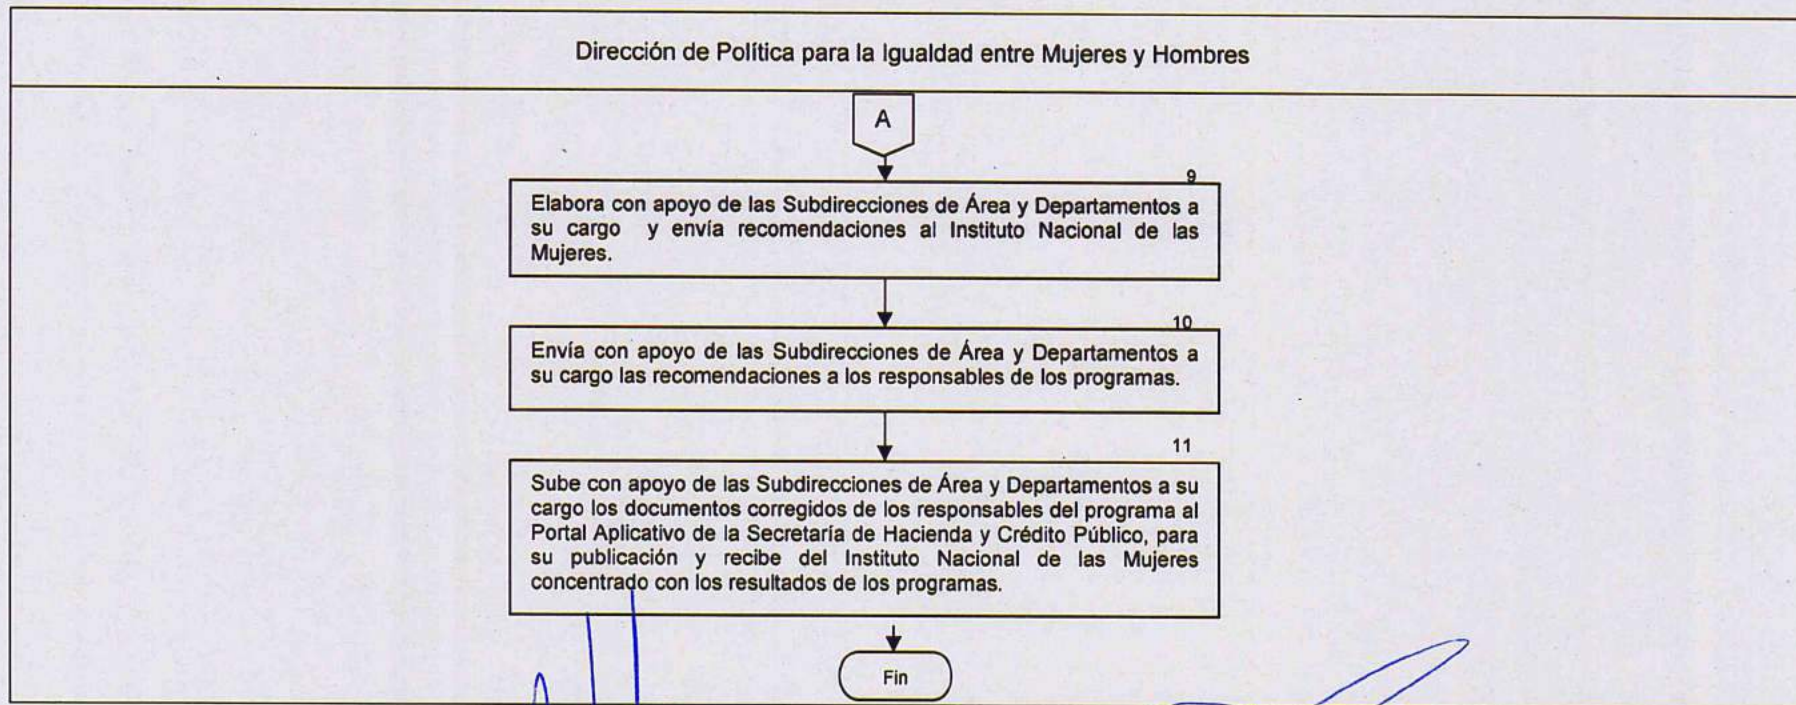 Dirección de Política para la Igualdad entre Mujeres y Hombres
A
9
Elabora con apoyo de las Subdirecciones de Área y Departamentos a
su cargo y envía recomendaciones al Instituto Nacional de las
Mujeres.
10
Envía con apoyo de las Subdirecciones de Área y Departamentos a
su cargo las recomendaciones a los responsables de los programas.
11
Sube con apoyo de las Subdirecciones de Área y Departamentos a su
cargo los documentos corregidos de los responsables del programa al
Portal Aplicativo de la Secretaría de Hacienda y Crédito Público, para
su publicación y recibe del Instituto Nacional de las Mujeres
concentrado con los resultados de los programas.
Fin